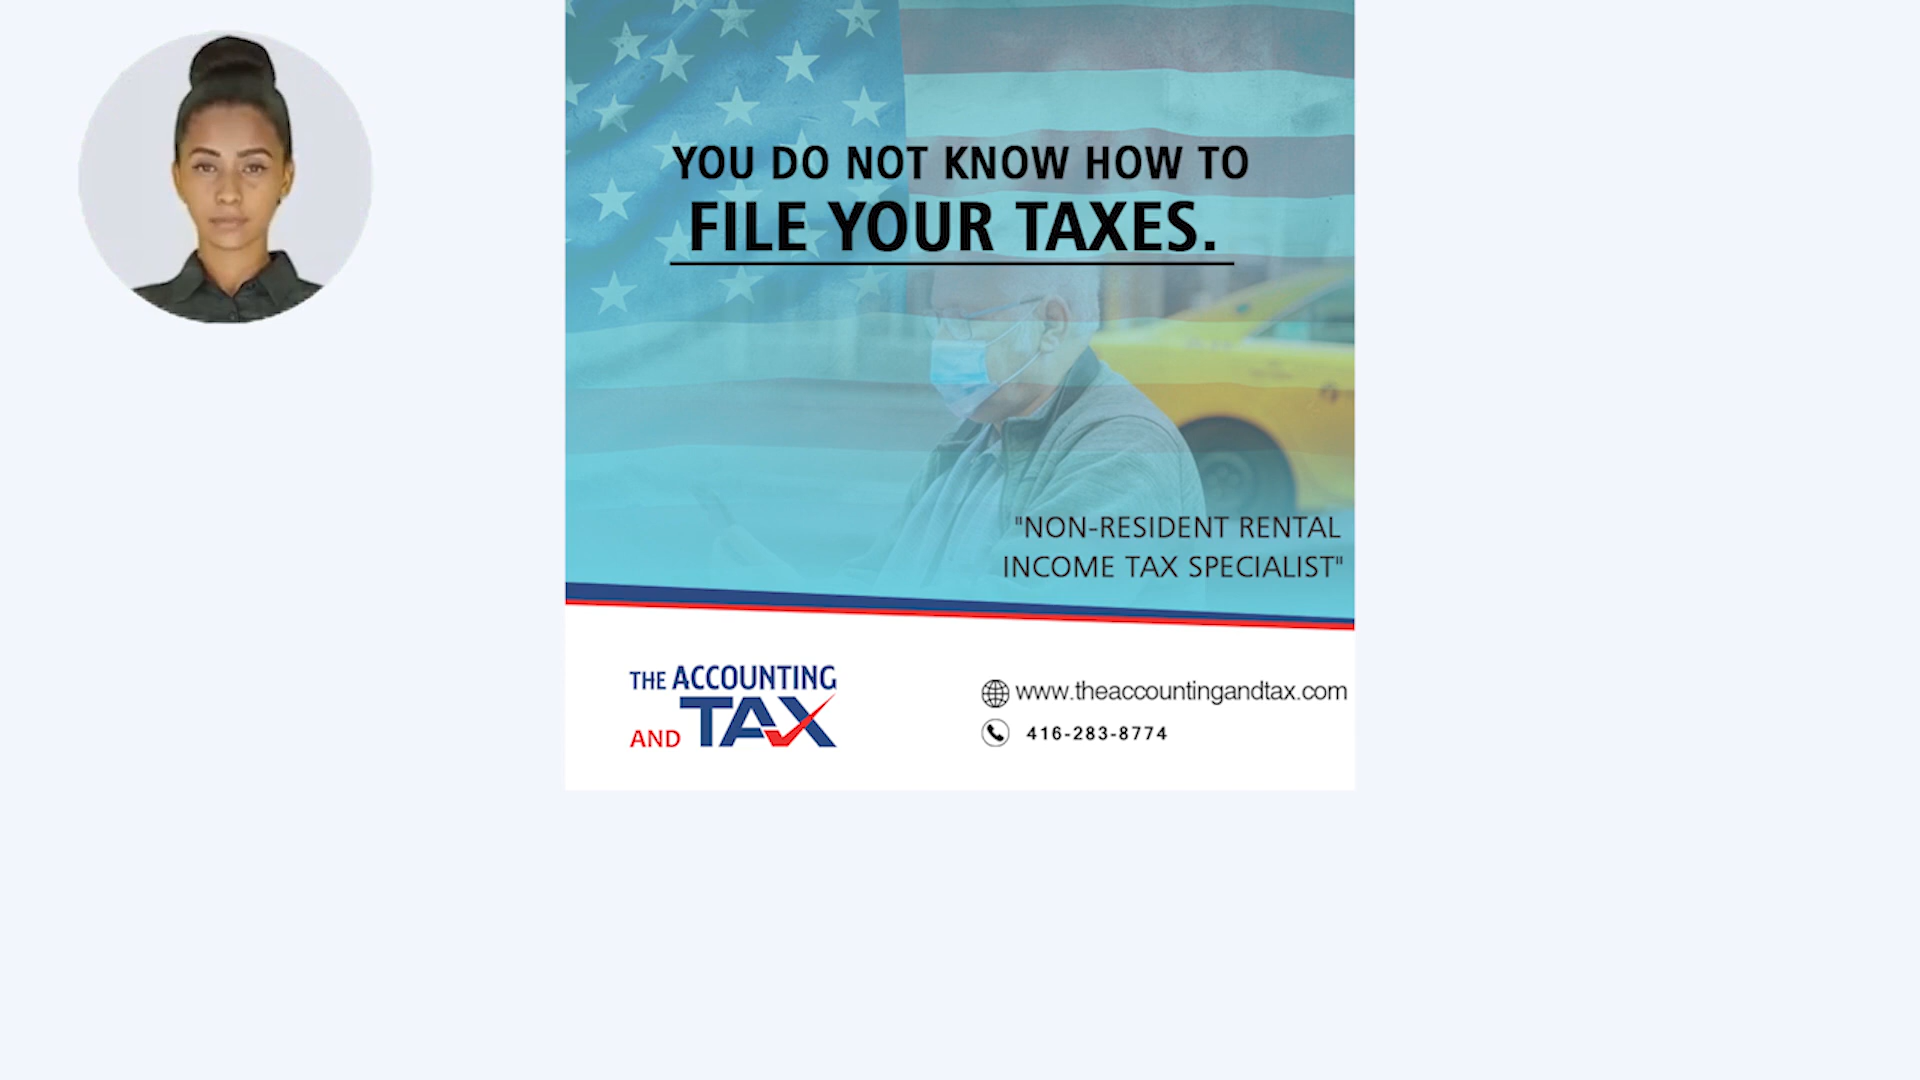 YOU DO NOT KNOW HOW TO
FILE YOUR TAXES.
"NON-RESIDENT RENTAL
INCOME TAX SPECIALIST"
THE ACCOUNTING
AND TAX
www.theaccountingandtax.com
416-283-8774